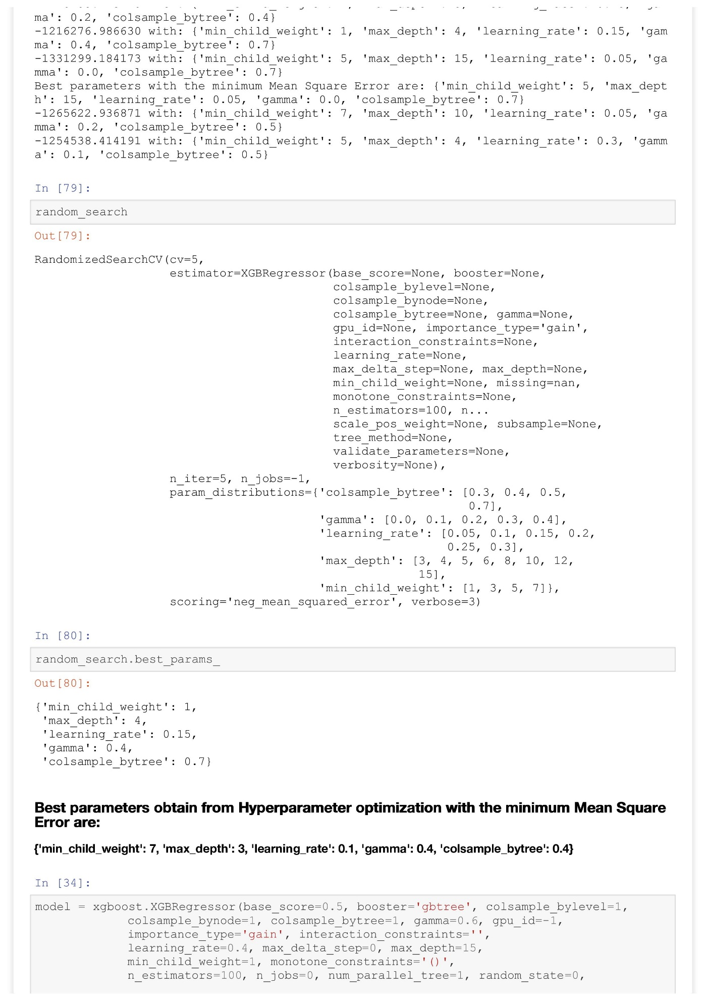 ma': 0.2, 'colsample_bytree': 0.4}
-1216276.986630 with: {'min_child_weight': 1, 'max_depth': 4, 'learning_rate': 0.15, 'gam
ma': 0.4, 'colsample_bytree': 0.7}
-1331299.184173 with: {'min_child_weight': 5, 'max_depth': 15, 'learning_rate': 0.05, 'ga
mma': 0.0, 'colsample_bytree': 0.7}
Best parameters with the minimum Mean Square Error are: {'min_child_weight': 5, 'max_dept
h': 15, 'learning_rate': 0.05, 'gamma': 0.0, 'colsample_bytree': 0.7}
-1265622.936871 with: {'min_child_weight': 7, 'max_depth': 10, 'learning_rate': 0.05, 'ga
mma': 0.2, 'colsample_bytree': 0.5}
-1254538.414191 with: {'min_child_weight': 5, 'max_depth': 4, 'learning_rate': 0.3, 'gamm
a': 0.1, 'colsample_bytree': 0.5}
In [79]:
random_search
Out[79]:
RandomizedSearchCV(cv=5,
estimator=XGBRegressor(base_score=None, booster=None,
colsample_bylevel=None,
colsample_bynode=None,
colsample_bytree=None, gamma=None,
gpu_id=None, importance_type='gain',
interaction_constraints=None,
learning_rate=None,
max_delta_step=None, max_depth=None,
min_child_weight=None, missing=nan,
monotone_constraints=None,
n_estimators=100, n...
scale_pos_weight=None, subsample=None,
tree_method=None,
validate_parameters=None,
verbosity=None),
n_iter=5, n_jobs=-1,
param_distributions={'colsample_bytree': [0.3, 0.4, 0.5,
0.7],
'gamma': [0.0, 0.1, 0.2, 0.3, 0.4],
'learning_rate': [0.05, 0.1, 0.15, 0.2,
0.25, 0.3],
'max_depth': [3, 4, 5, 6, 8, 10, 12,
15],
'min_child_weight': [1, 3, 5, 7]},
scoring='neg_mean_squared_error', verbose=3)
In [80]:
random_search.best_params_
Out[80]:
{'min_child_weight': 1,
'max_depth': 4,
'learning_rate': 0.15,
'gamma': 0.4,
'colsample_bytree': 0.7}
Best parameters obtain from Hyperparameter optimization with the minimum Mean Square
Error are:
{'min_child_weight': 7, 'max_depth': 3, 'learning_rate': 0.1, 'gamma': 0.4, 'colsample_bytree': 0.4}
In [34]:
model = xgboost.XGBRegressor(base_score=0.5, booster='gbtree', colsample_bylevel=1,
colsample_bynode=1, colsample_bytree=1, gamma=0.6, gpu_id=-1,
importance_type='gain', interaction_constraints='',
learning_rate=0.4, max_delta_step=0, max_depth=15,
min_child_weight=1, monotone_constraints='()',
n_estimators=100, n_jobs=0, num_parallel_tree=1, random_state=0,